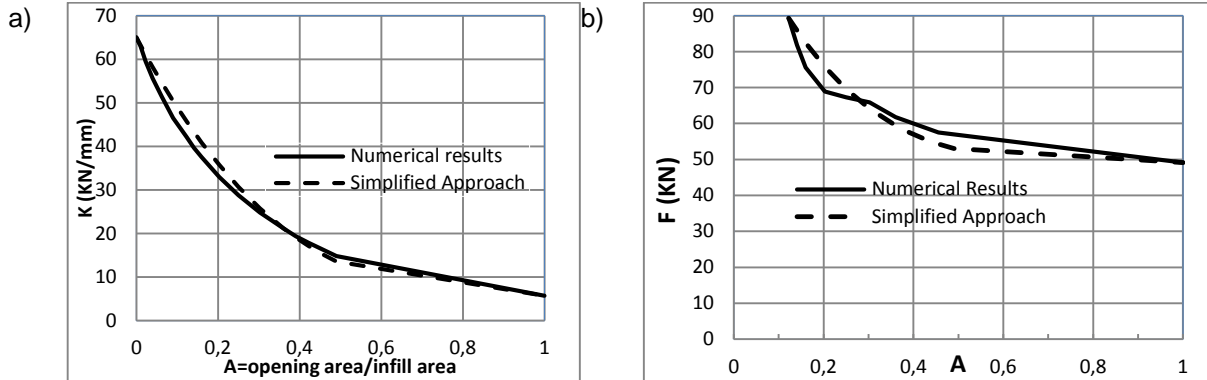 a)
K (KN/mm)
70
60
50
40
30
20
10
0
Numerical results
Simplified Approach
0 0,2 0,4 0,6 0,8 1
A=opening area/infill area
b)
F (KN)
90
80
70
60
50
40
30
20
10
0
Numerical Results
Simplified Approach
0 0,2 0,4 A 0,8 1